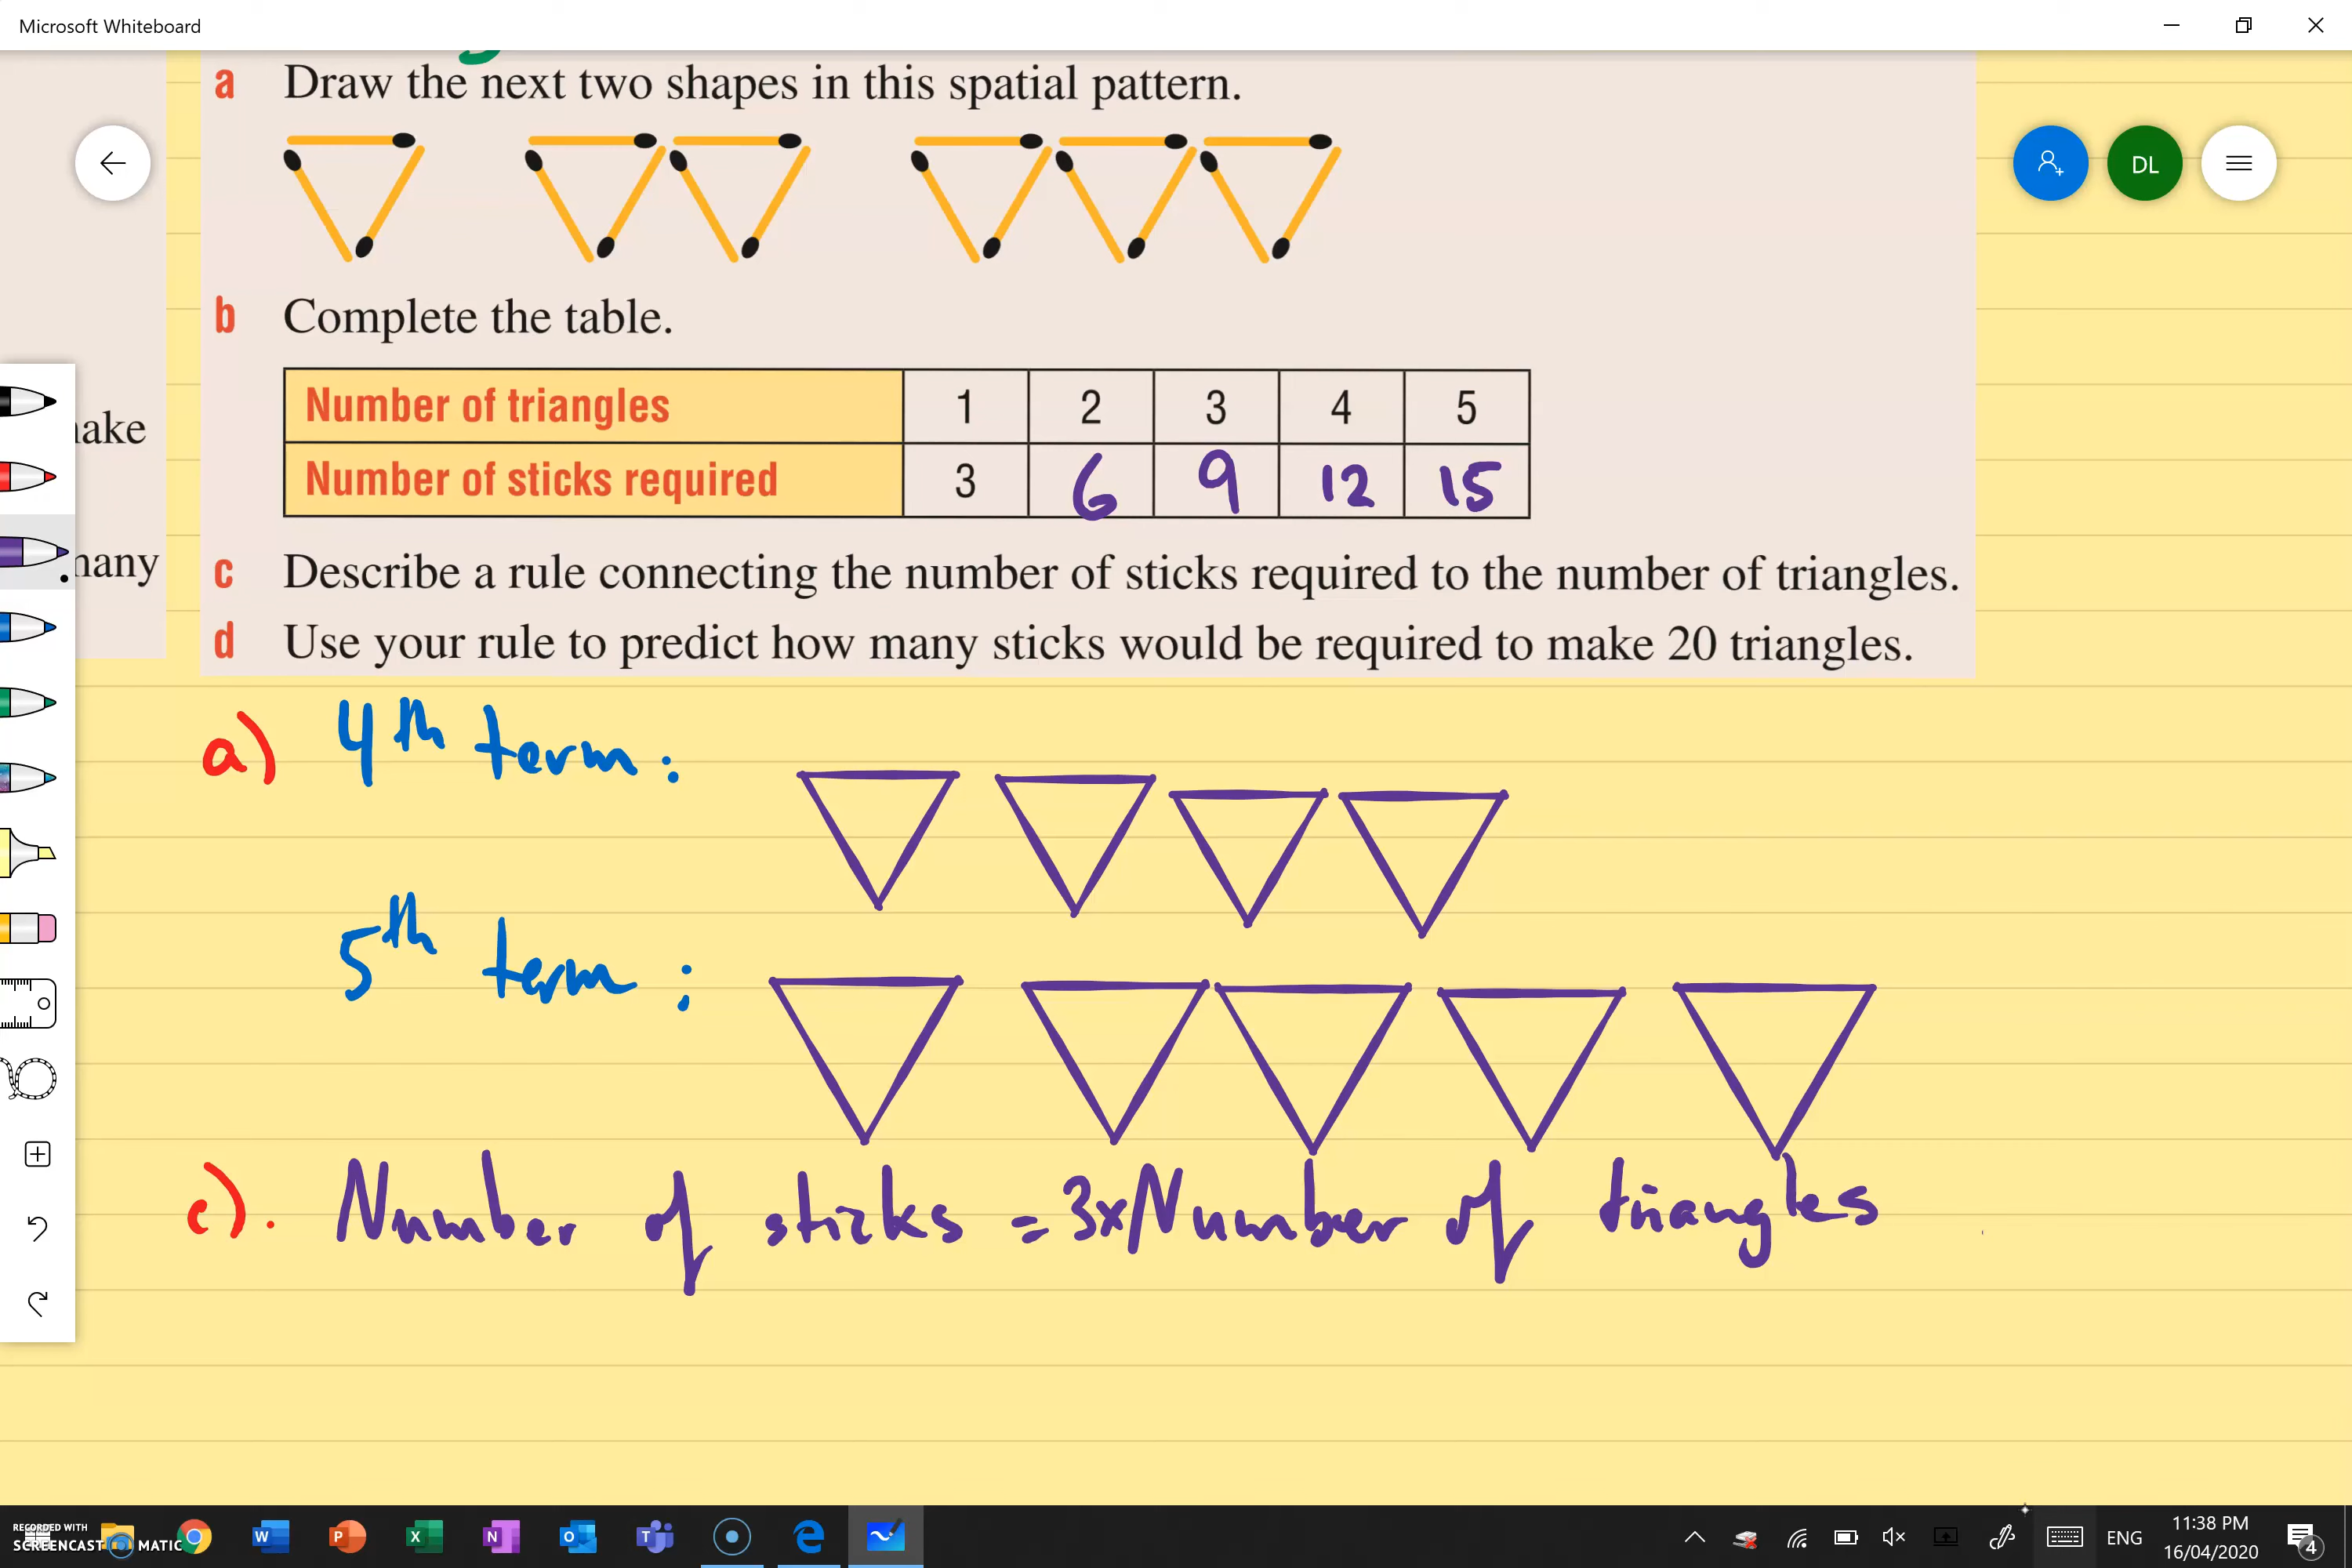 Microsoft Whiteboard
a Draw the next two shapes in this spatial pattern.
DL
b Complete the table.
Number of triangles 1 2 3 4 5
Number of sticks required 3 6 9 12 15
ake
many
c Describe a rule connecting the number of sticks required to the number of triangles.
d Use your rule to predict how many sticks would be required to make 20 triangles.
a) 4th term:
5th term:
c). Number of sticks = 3xNumber of triangles
RECORDED WITH
SCREENCAST MATIC
W P X N O T
ENG
11:38 PM
16/04/2020
4